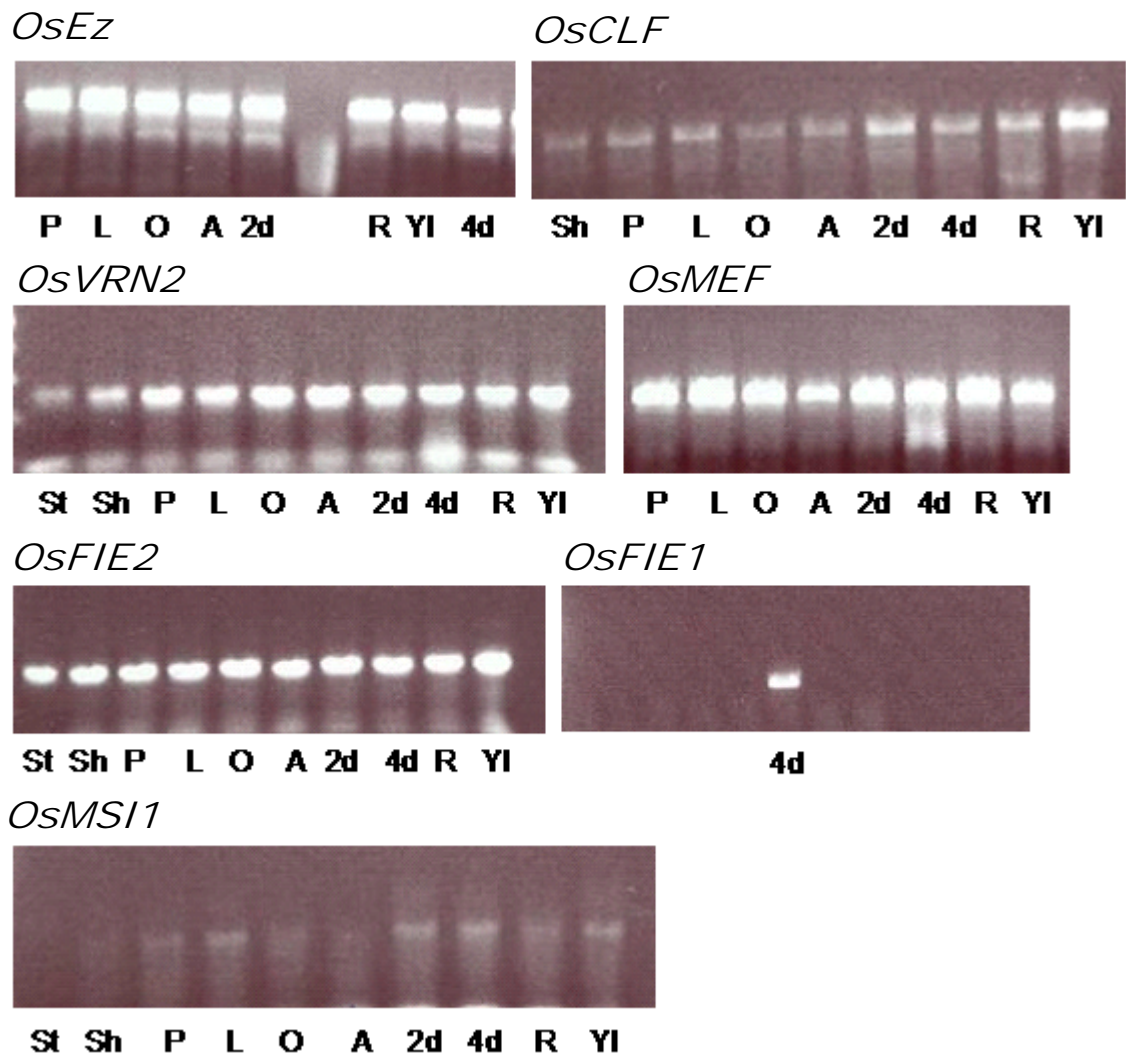 OsEz
OsCLF
P L O A 2d R Yl 4d
Sh P L O A 2d 4d R Yl
OsVRN2
OsMEF
St Sh P L O A 2d 4d R Yl
P L O A 2d 4d R Yl
OsFIE2
OsFIE1
St Sh P L O A 2d 4d R Yl
4d
OsMSI1
St Sh P L O A 2d 4d R Yl